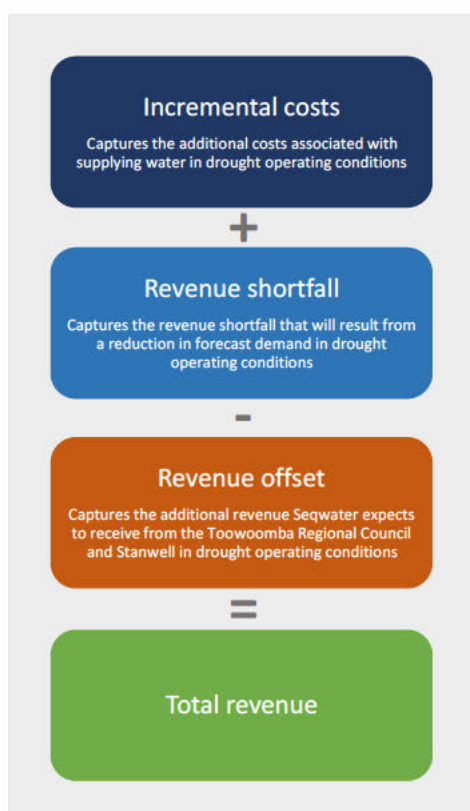 Incremental costs
Captures the additional costs associated with
supplying water in drought operating conditions
+
Revenue shortfall
Captures the revenue shortfall that will result from
a reduction in forecast demand in drought
operating conditions
-
Revenue offset
Captures the additional revenue Seqwater expects
to receive from the Toowoomba Regional Council
and Stanwell in drought operating conditions
=
Total revenue